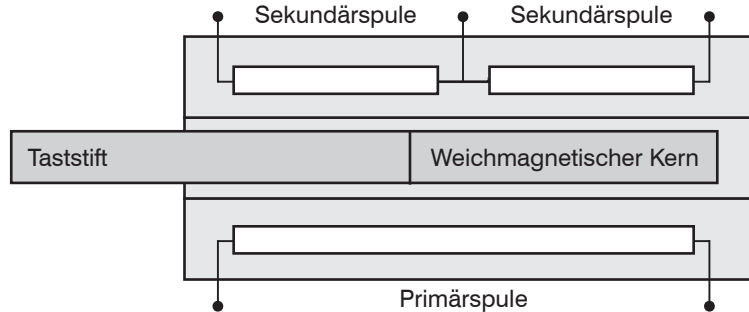 Sekundärspule
Sekundärspule
Taststift
Weichmagnetischer Kern
Primärspule